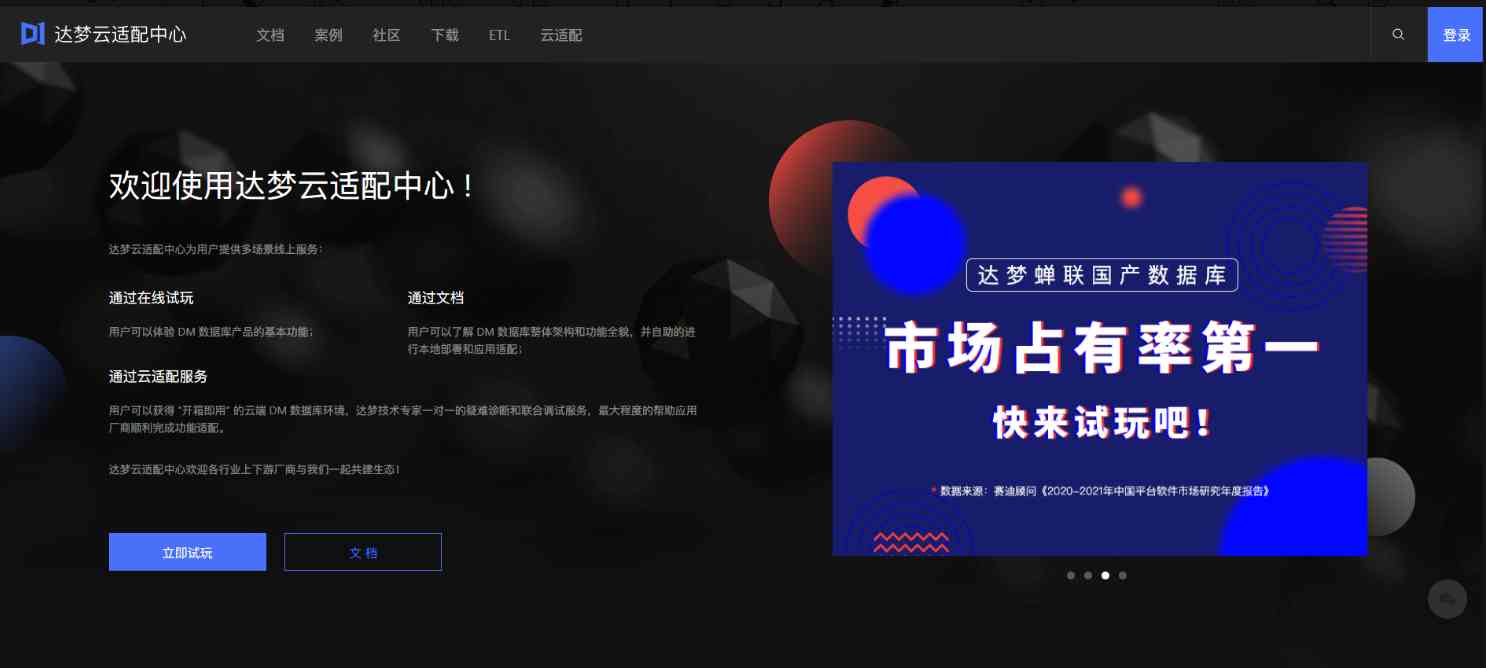 达梦云适配中心
文档 案例 社区 下载 ETL 云适配
登录
欢迎使用达梦云适配中心！
达梦云适配中心为用户提供多场景线上服务：
通过在线试玩
用户可以体验 DM 数据库产品的基本功能；
通过文档
用户可以了解 DM 数据库整体架构和功能全貌，并自助的进
行本地部署和应用适配；
通过云适配服务
用户可以获得 "开箱即用" 的云端 DM 数据库环境，达梦技术专家一对一的疑难诊断和联合调试服务，最大程度的帮助应用
厂商顺利完成功能适配。
达梦云适配中心欢迎各行业上下游厂商与我们一起共建生态！
立即试玩
文 档
达梦蝉联国产数据库
市场占有率第一
快来试玩吧！
* 数据来源：赛迪顾问《2020-2021年中国平台软件市场研究年度报告》